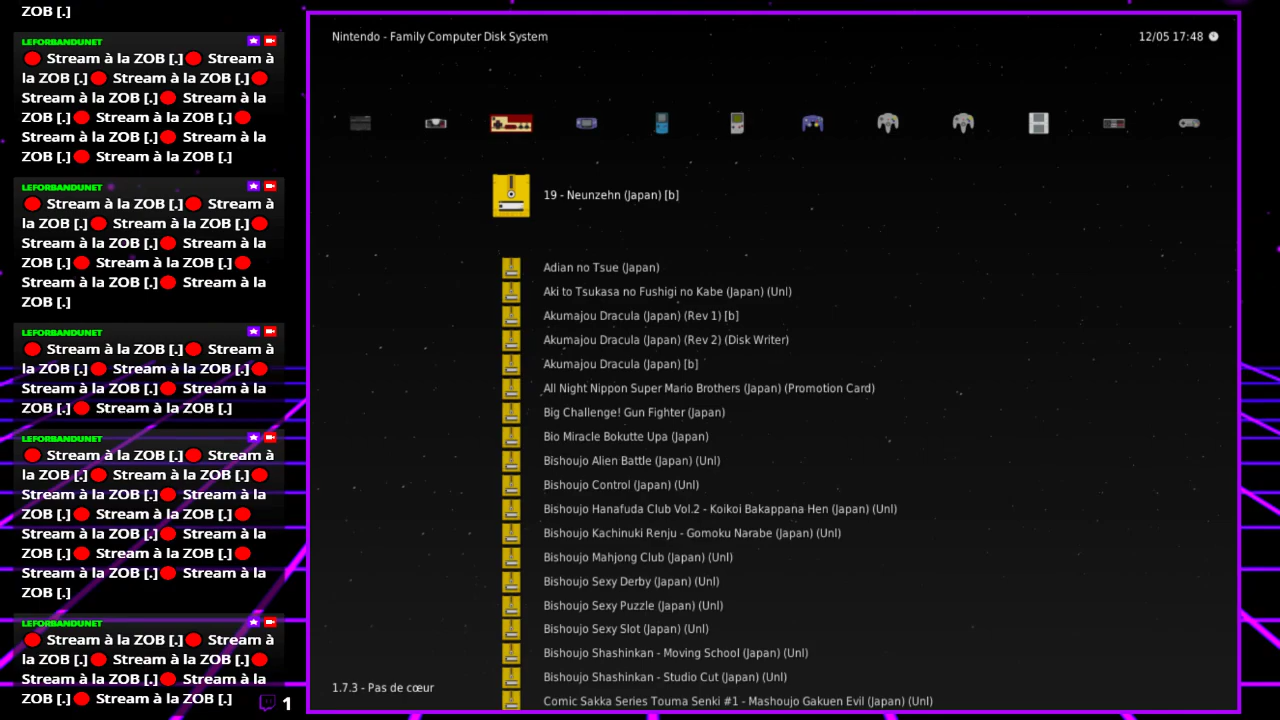 ZOB [.]
LEFORBANDUNET
🔴 Stream à la ZOB [.]🔴 Stream à
la ZOB [.]🔴 Stream à la ZOB [.]🔴
Stream à la ZOB [.]🔴 Stream à la
ZOB [.]🔴 Stream à la ZOB [.]🔴
Stream à la ZOB [.]🔴 Stream à la
ZOB [.]🔴 Stream à la ZOB [.]
LEFORBANDUNET
🔴 Stream à la ZOB [.]🔴 Stream à
la ZOB [.]🔴 Stream à la ZOB [.]🔴
Stream à la ZOB [.]🔴 Stream à la
ZOB [.]🔴 Stream à la ZOB [.]🔴
Stream à la ZOB [.]🔴 Stream à la
ZOB [.]
LEFORBANDUNET
🔴 Stream à la ZOB [.]🔴 Stream à
la ZOB [.]🔴 Stream à la ZOB [.]🔴
Stream à la ZOB [.]🔴 Stream à la
ZOB [.]🔴 Stream à la ZOB [.]
LEFORBANDUNET
🔴 Stream à la ZOB [.]🔴 Stream à
la ZOB [.]🔴 Stream à la ZOB [.]🔴
Stream à la ZOB [.]🔴 Stream à la
ZOB [.]🔴 Stream à la ZOB [.]🔴
Stream à la ZOB [.]🔴 Stream à la
ZOB [.]🔴 Stream à la ZOB [.]🔴
Stream à la ZOB [.]🔴 Stream à la
ZOB [.]
LEFORBANDUNET
🔴 Stream à la ZOB [.]🔴 Stream à
la ZOB [.]🔴 Stream à la ZOB [.]🔴
Stream à la ZOB [.]🔴 Stream à la
ZOB [.]🔴 Stream à la ZOB [.]
1
Nintendo - Family Computer Disk System
12/05 17:48
19 - Neunzehn (Japan) [b]
Adian no Tsue (Japan)
Aki to Tsukasa no Fushigi no Kabe (Japan) (Unl)
Akumajou Dracula (Japan) (Rev 1) [b]
Akumajou Dracula (Japan) (Rev 2) (Disk Writer)
Akumajou Dracula (Japan) [b]
All Night Nippon Super Mario Brothers (Japan) (Promotion Card)
Big Challenge! Gun Fighter (Japan)
Bio Miracle Bokutte Upa (Japan)
Bishoujo Alien Battle (Japan) (Unl)
Bishoujo Control (Japan) (Unl)
Bishoujo Hanafuda Club Vol.2 - Koikoi Bakappana Hen (Japan) (Unl)
Bishoujo Kachinuki Renju - Gomoku Narabe (Japan) (Unl)
Bishoujo Mahjong Club (Japan) (Unl)
Bishoujo Sexy Derby (Japan) (Unl)
Bishoujo Sexy Puzzle (Japan) (Unl)
Bishoujo Sexy Slot (Japan) (Unl)
Bishoujo Shashinkan - Moving School (Japan) (Unl)
Bishoujo Shashinkan - Studio Cut (Japan) (Unl)
Comic Sakka Series Touma Senki #1 - Mashoujo Gakuen Evil (Japan) (Unl)
1.7.3 - Pas de cœur